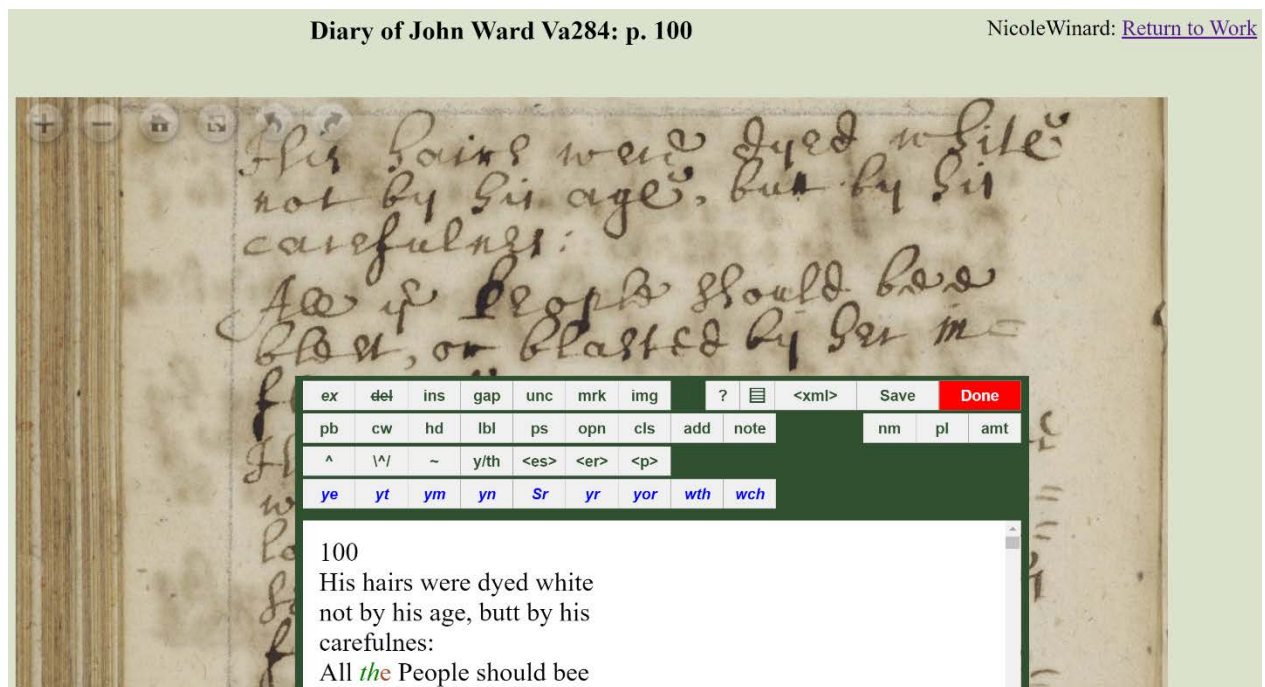 Diary of John Ward Va284: p. 100
NicoleWinard: Return to Work
His hairs were dyed white
not by his age, butt by his
carefulnes:
All ye People should bee
blest, or blasted by her in=
ex del ins gap unc mrk img ? <xml> Save Done
pb cw hd lbl ps opn cls add note nm pl amt
^ \^/ ~ y/th <es> <er> <p>
ye yt ym yn Sr yr yor wth wch
100
His hairs were dyed white
not by his age, butt by his
carefulnes:
All the People should bee